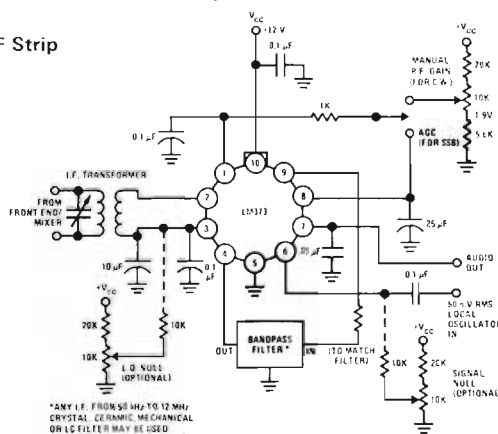 F Strip
VCC
+12 V
0.1 µF
+VCC
20K
MANUAL
R.F. GAIN
(FOR C.W.)
10K
1.9V
5.6K
1K
0.1 µF
AGC
(FOR SSB)
I.F. TRANSFORMER
FROM
FRONT END/
MIXER
1
10
9
2
8
LM373
3
7
4
5
6
25 µF
10 µF
0.1
µF
µF
AUDIO
OUT
0.1 µF
50 mV RMS
LOCAL
OSCILLATOR
IN
+VCC
20K
10K
10K
L.O. NULL
(OPTIONAL)
OUT
BANDPASS
FILTER*
IN
(TO MATCH
FILTER)
+VCC
20K
10K
10K
SIGNAL
NULL
(OPTIONAL)
*ANY I.F. FROM 50 kHz TO 12 MHz
CRYSTAL, CERAMIC, MECHANICAL
OR LC FILTER MAY BE USED